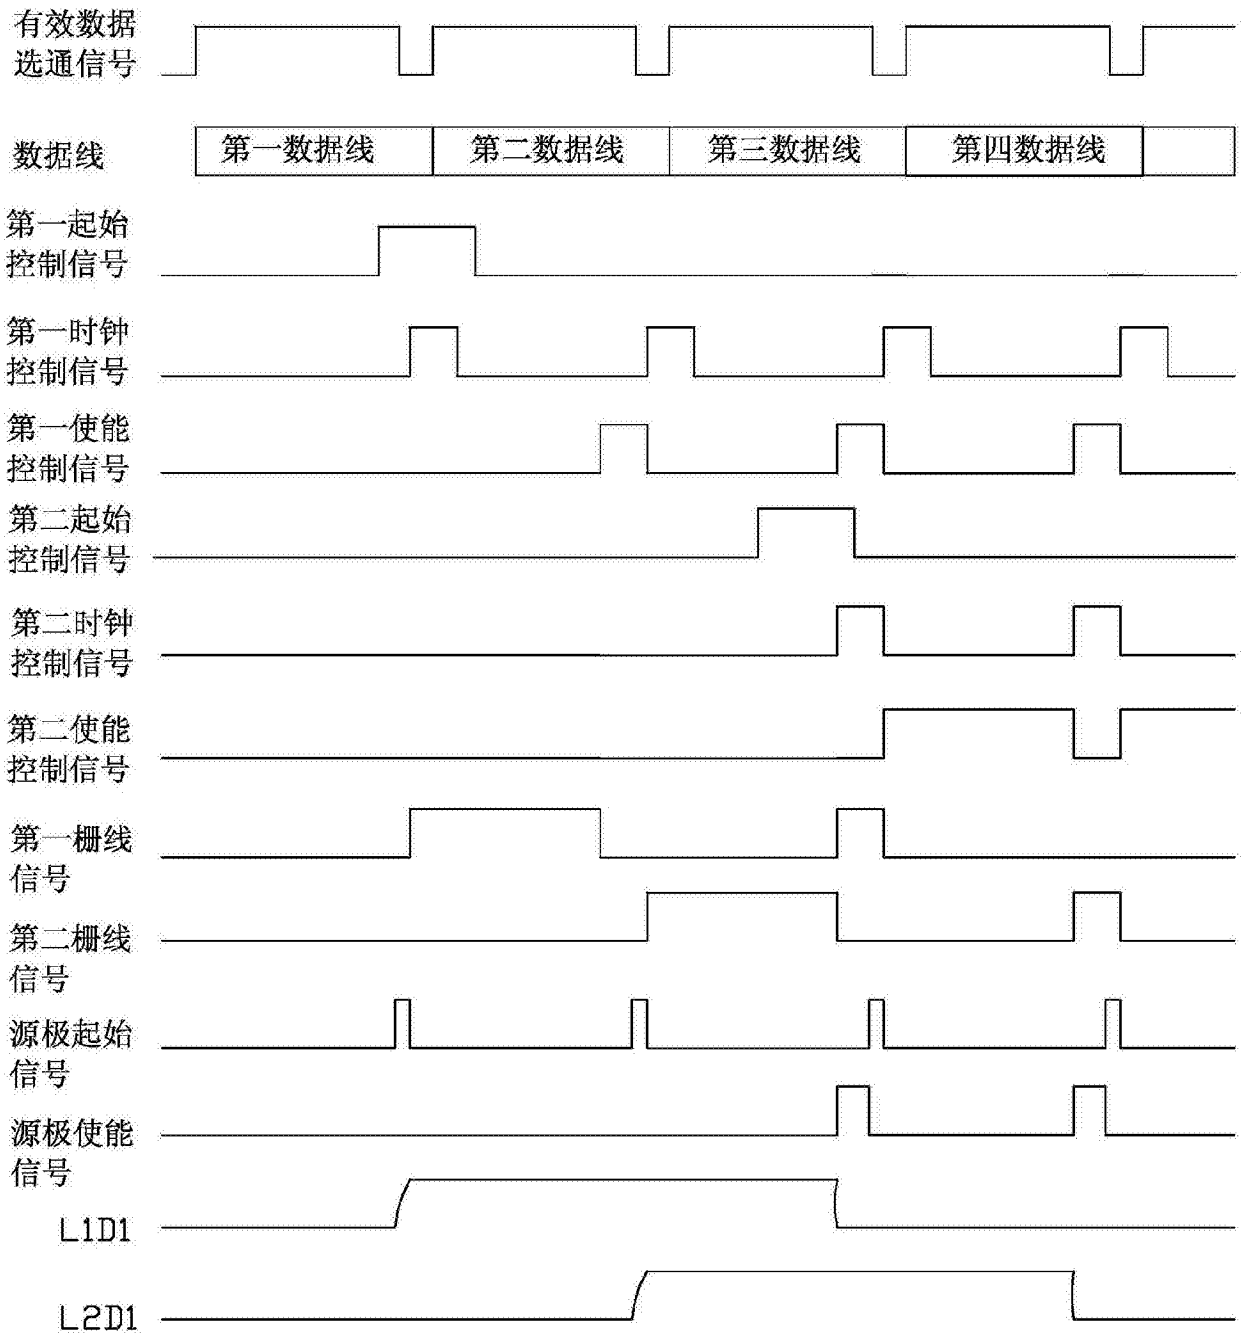 有效数据
选通信号
数据线
第一数据线 第二数据线 第三数据线 第四数据线
第一起始
控制信号
第一时钟
控制信号
第一使能
控制信号
第二起始
控制信号
第二时钟
控制信号
第二使能
控制信号
第一栅线
信号
第二栅线
信号
源极起始
信号
源极使能
信号
L1D1
L2D1